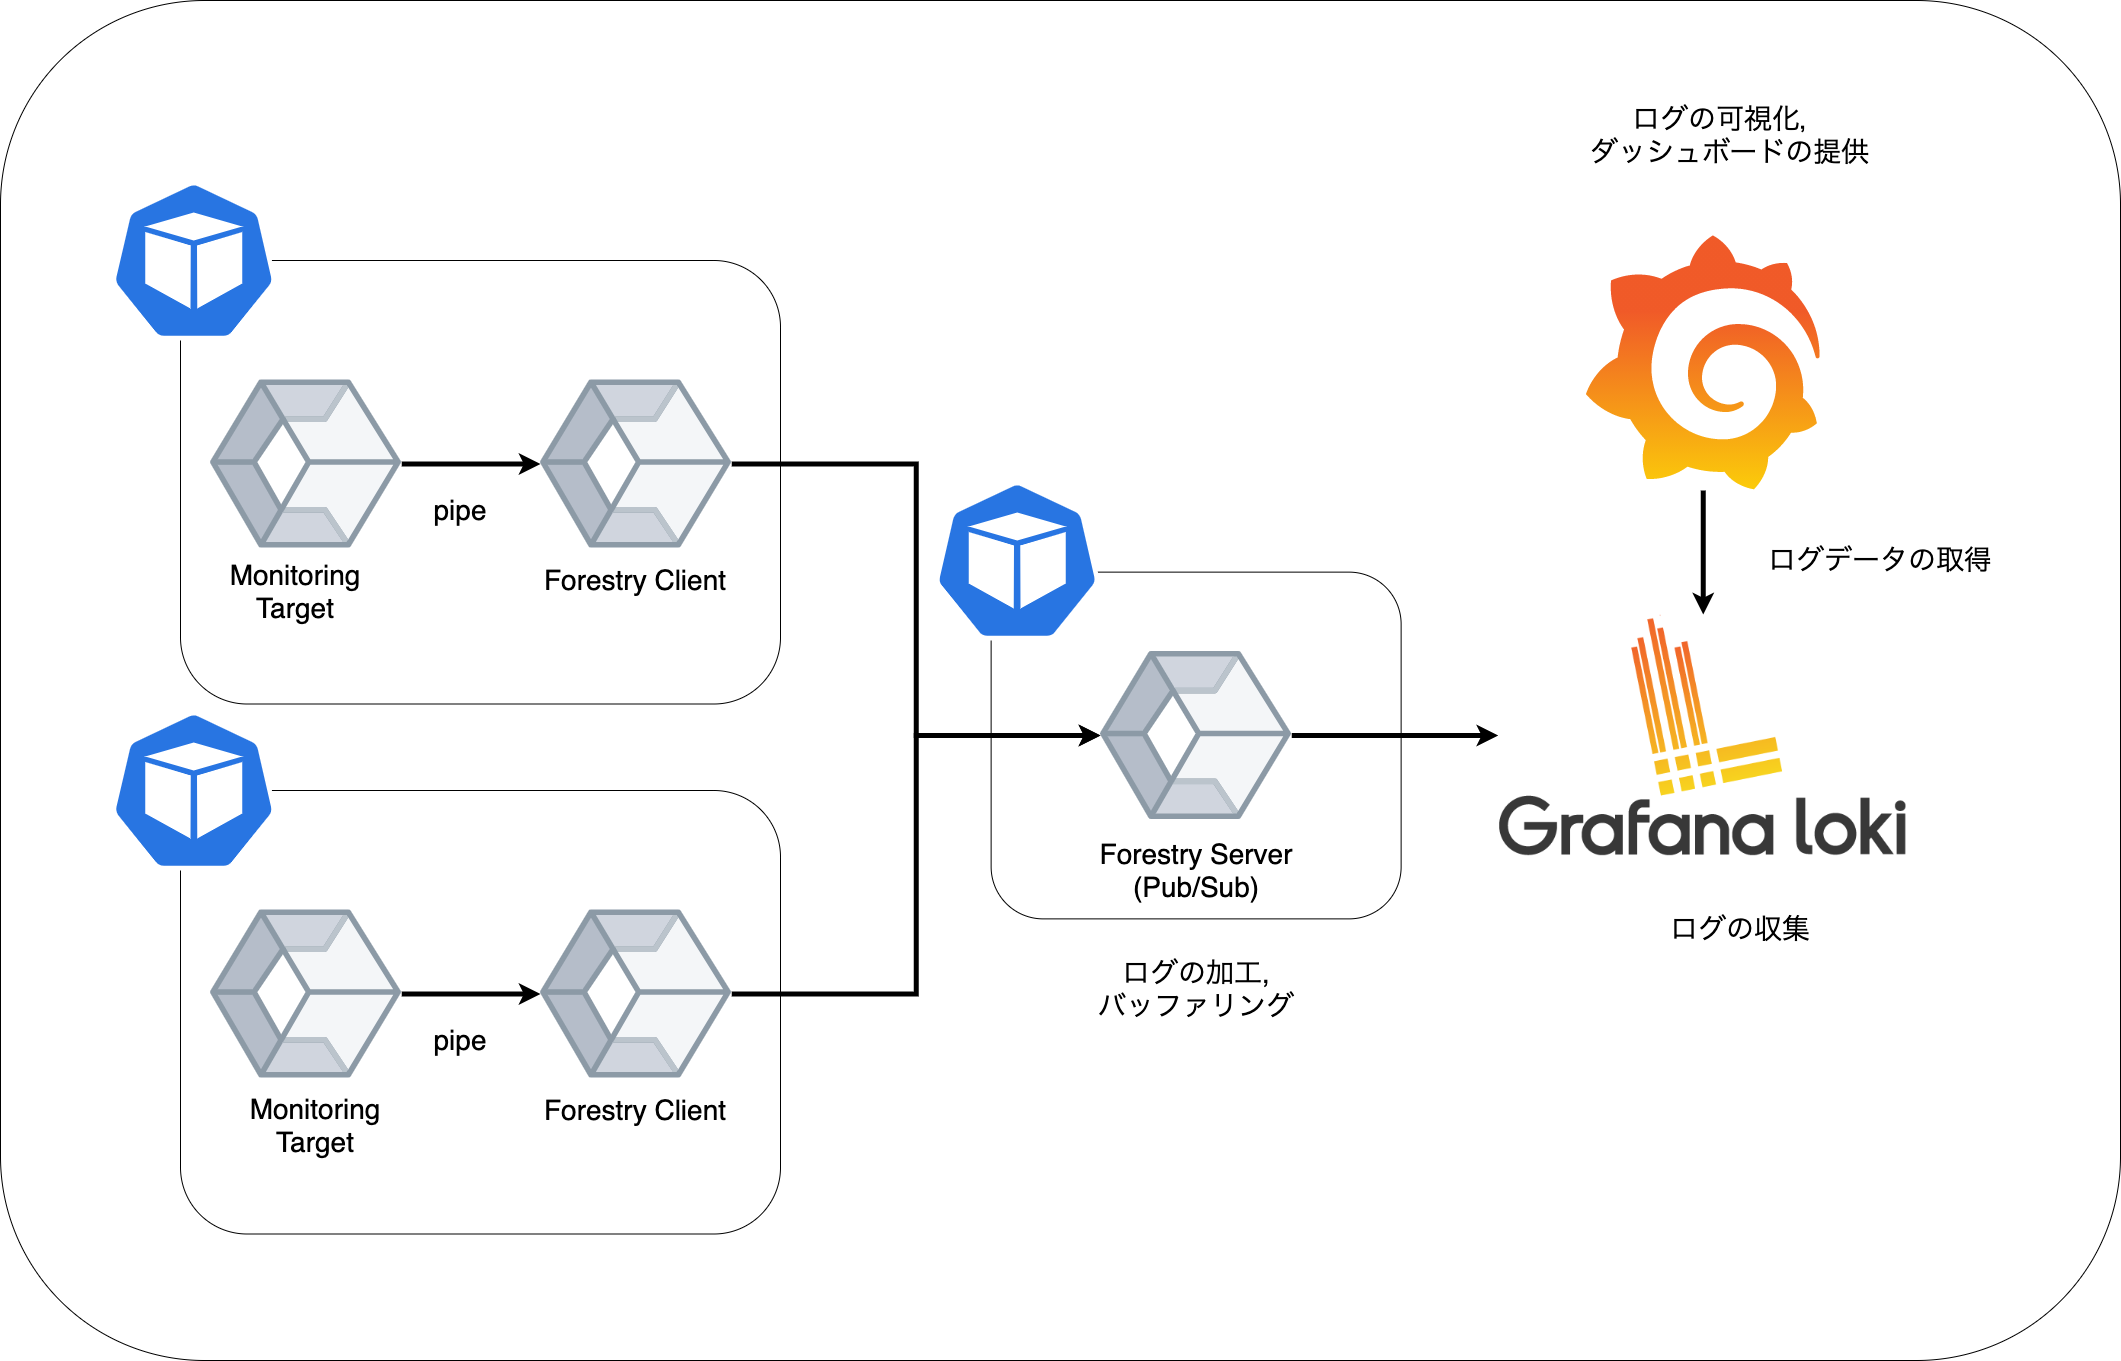 ログの可視化,
ダッシュボードの提供
pipe
Monitoring
Target
Forestry Client
ログデータの取得
Grafana loki
Forestry Server
(Pub/Sub)
ログの収集
ログの加工,
バッファリング
pipe
Monitoring
Target
Forestry Client